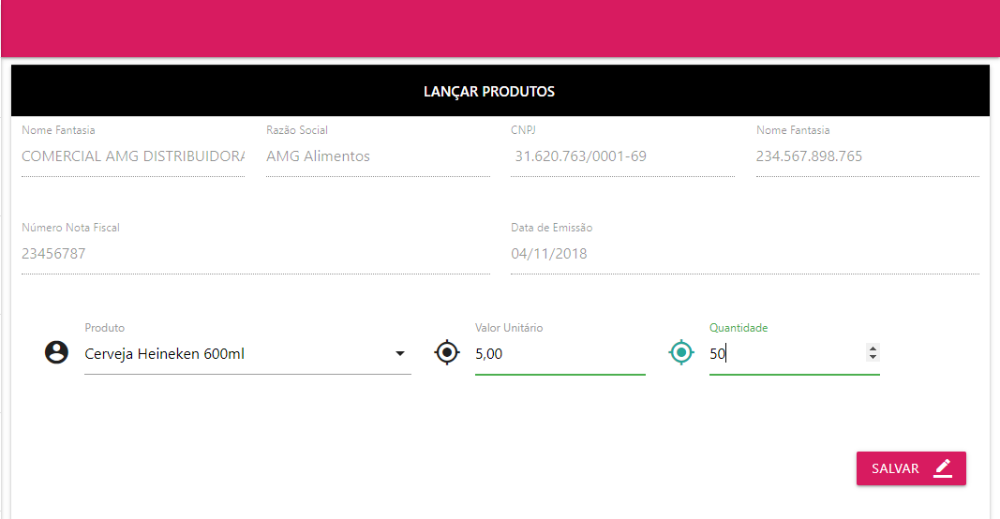 LANÇAR PRODUTOS
Nome Fantasia Razão Social CNPJ Nome Fantasia
COMERCIAL AMG DISTRIBUIDORA AMG Alimentos 31.620.763/0001-69 234.567.898.765
Número Nota Fiscal Data de Emissão
23456787 04/11/2018
Produto Valor Unitário Quantidade
Cerveja Heineken 600ml 5,00 50
SALVAR